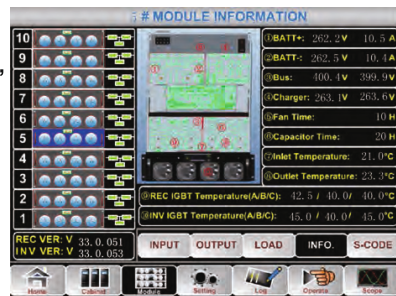 5 # MODULE INFORMATION
10
9
8
7
6
5
4
3
2
1
①BATT+: 262.2V 10.5A
②BATT-: 262.5V 10.4A
③Bus: 400.4V 399.9V
④Charger: 263.1V 263.6V
⑤Fan Time: 10H
⑥Capacitor Time: 20H
⑦Inlet Temperature: 21.0°C
⑧Outlet Temperature: 23.3°C
⑨REC IGBT Temperature(A/B/C): 42.5/ 40.0/ 40.0°C
⑩INV IGBT Temperature(A/B/C): 45.0/ 40.0/ 45.0°C
REC VER: V 33.0.051
INV VER: V 33.0.053
INPUT OUTPUT LOAD INFO. S-CODE
Home Cabinet Module Setting Log Operate Scope
,